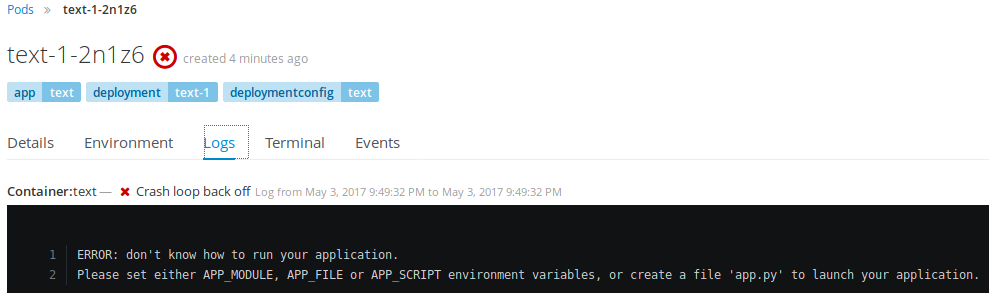 Pods » text-1-2n1z6
text-1-2n1z6 created 4 minutes ago
app text deployment text-1 deploymentconfig text
Details Environment Logs Terminal Events
Container:text — Crash loop back off Log from May 3, 2017 9:49:32 PM to May 3, 2017 9:49:32 PM
1 ERROR: don't know how to run your application.
2 Please set either APP_MODULE, APP_FILE or APP_SCRIPT environment variables, or create a file 'app.py' to launch your application.